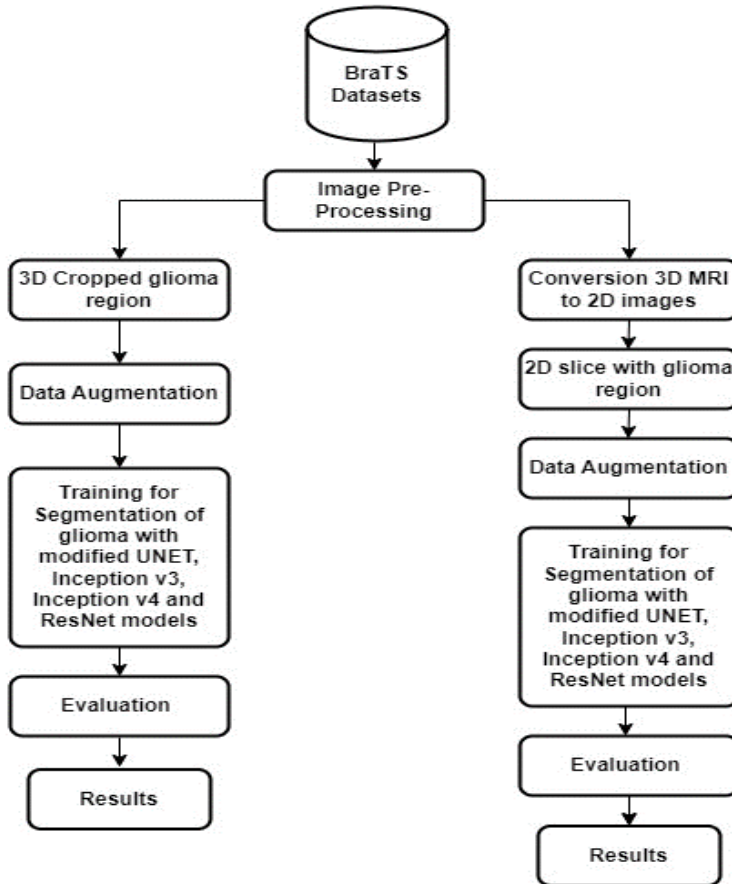 BraTS
Datasets
Image Pre-
Processing
3D Cropped glioma
region
Data Augmentation
Training for
Segmentation of
glioma with
modified UNET,
Inception v3,
Inception v4 and
ResNet models
Evaluation
Results
Conversion 3D MRI
to 2D images
2D slice with glioma
region
Data Augmentation
Training for
Segmentation of
glioma with
modified UNET,
Inception v3,
Inception v4 and
ResNet models
Evaluation
Results